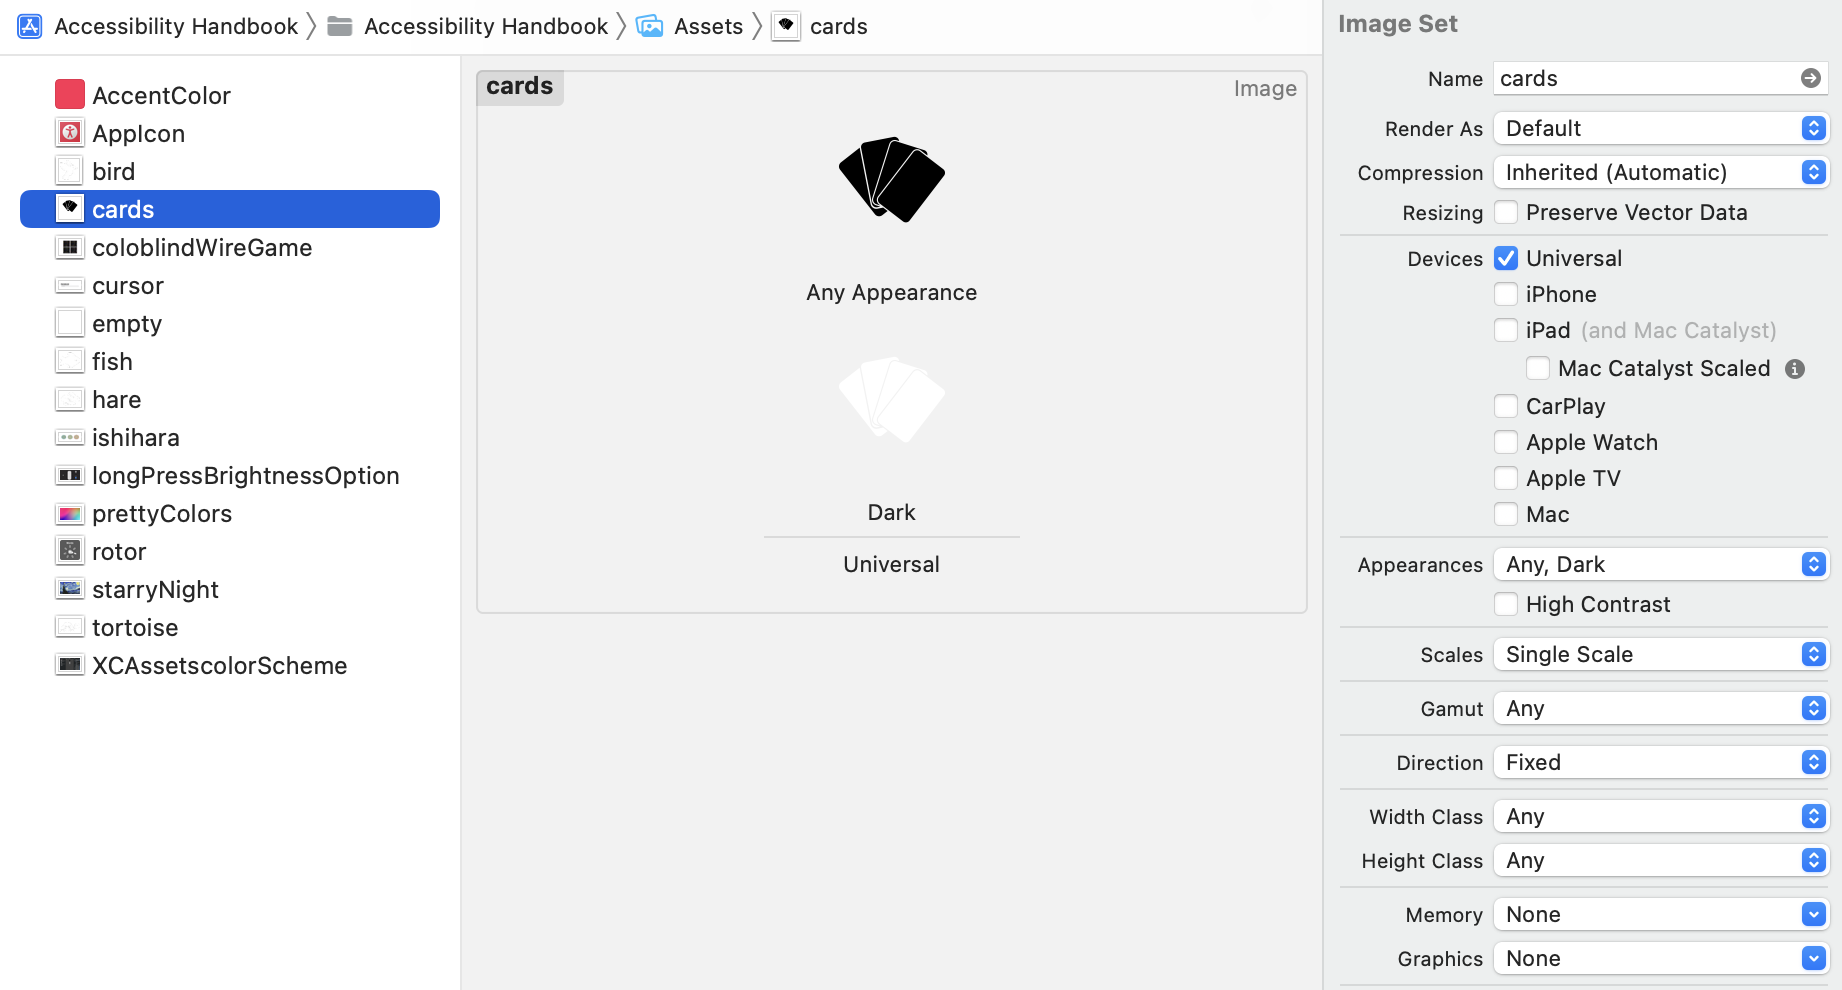 Accessibility Handbook Accessibility Handbook Assets cards
AccentColor
AppIcon
bird
cards
coloblindWireGame
cursor
empty
fish
hare
ishihara
longPressBrightnessOption
prettyColors
rotor
starryNight
tortoise
XCAssetscolorScheme
cards
Image
Any Appearance
Dark
Universal
Image Set
Name cards
Render As Default
Compression Inherited (Automatic)
Resizing Preserve Vector Data
Devices Universal
iPhone
iPad (and Mac Catalyst)
Mac Catalyst Scaled
CarPlay
Apple Watch
Apple TV
Mac
Appearances Any, Dark
High Contrast
Scales Single Scale
Gamut Any
Direction Fixed
Width Class Any
Height Class Any
Memory None
Graphics None